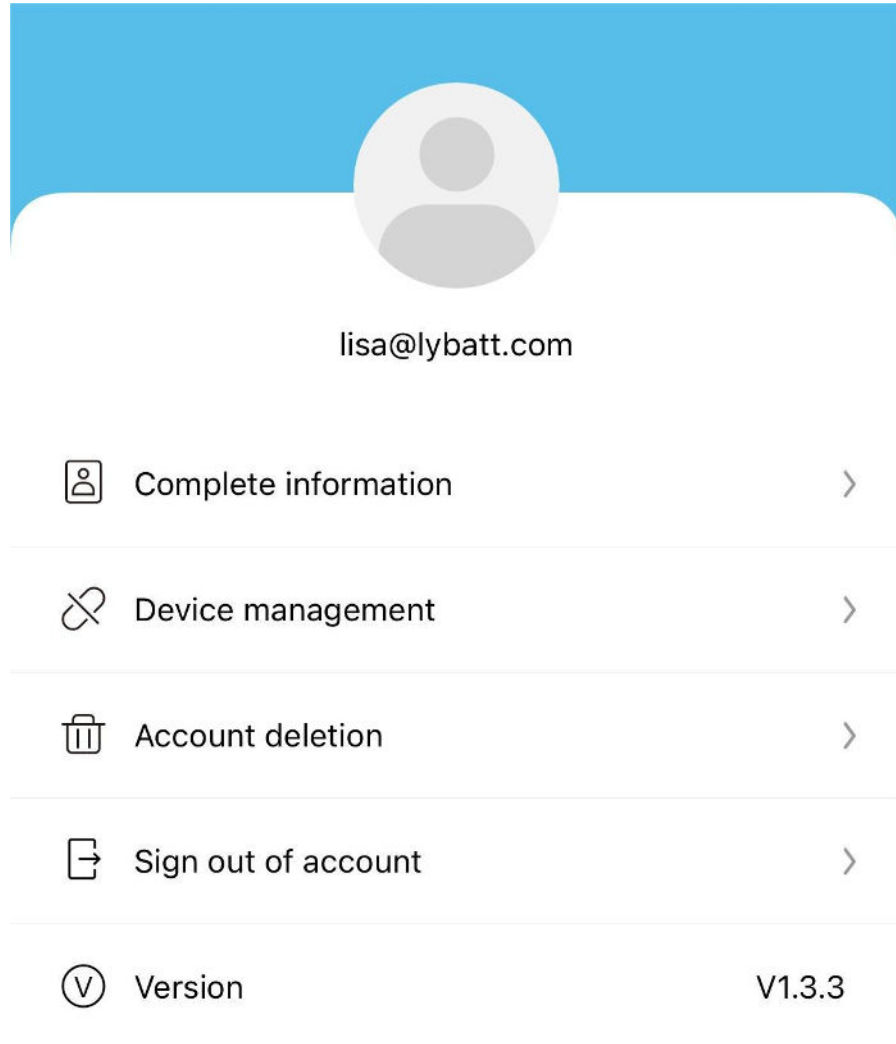 lisa@lybatt.com
Complete information
Device management
Account deletion
Sign out of account
V Version V1.3.3